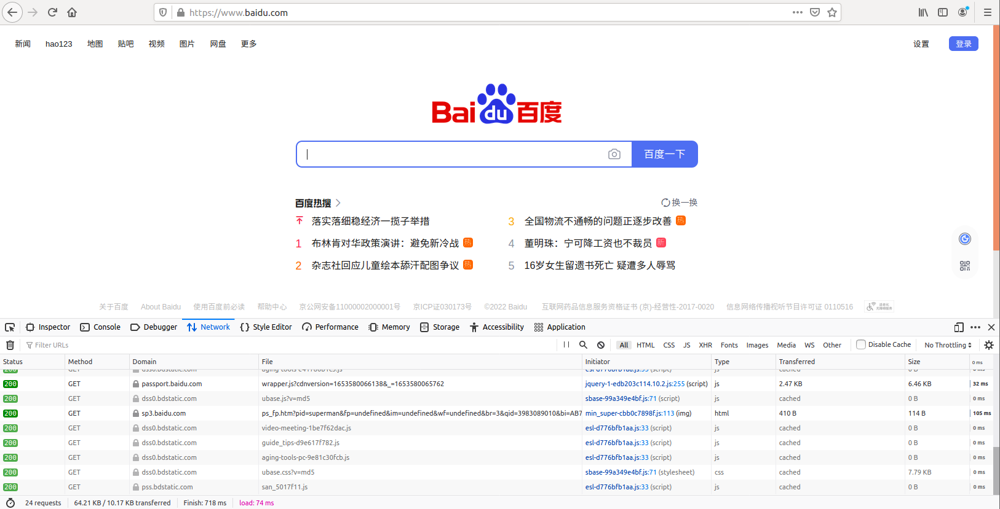 https://www.baidu.com
新闻 hao123 地图 贴吧 视频 图片 网盘 更多 设置 登录
Bai du 百度
百度一下
百度热搜 换一换
落实落细稳经济一揽子举措
3 全国物流不通畅的问题正逐步改善 热
1 布林肯对华政策演讲：避免新冷战 热
4 董明珠：宁可降工资也不裁员 新
2 杂志社回应儿童绘本舔汗配图争议 热
5 16岁女生留遗书死亡 疑遭多人辱骂
关于百度 About Baidu 使用百度前必读 帮助中心 京公网安备11000002000001号 京ICP证030173号 ©2022 Baidu 互联网药品信息服务资格证书 (京)-经营性-2017-0020 信息网络传播视听节目许可证 0110516
Inspector Console Debugger Network Style Editor Performance Memory Storage Accessibility Application
Filter URLs All HTML CSS JS XHR Fonts Images Media WS Other Disable Cache No Throttling
Status Method Domain File Initiator Type Transferred Size 0 ms
200 GET dss0.bdstatic.com js cached 0 B 0 ms
200 GET passport.baidu.com wrapper.js?cdnversion=1653580066138&_=1653580065762 jquery-1-edb203c114.10.2.js:255 (script) js 2.47 KB 6.46 KB 32 ms
200 GET dss0.bdstatic.com ubase.js?v=md5 sbase-99a349e4bf.js:71 (script) js cached 0 B 0 ms
200 GET sp3.baidu.com ps_fp.htm?pid=superman&fp=undefined&im=undefined&wf=undefined&br=3&qid=3983089010&bi=AB7 min_super-cbb0c7898f.js:113 (img) html 410 B 114 B 105 ms
200 GET dss0.bdstatic.com video-meeting-1be7f62dac.js esl-d776bfb1aa.js:33 (script) js cached 0 B 0 ms
200 GET dss0.bdstatic.com guide_tips-d9e617f782.js esl-d776bfb1aa.js:33 (script) js cached 0 B 0 ms
200 GET dss0.bdstatic.com aging-tools-pc-9e81c30fcb.js esl-d776bfb1aa.js:33 (script) js cached 0 B 0 ms
200 GET dss0.bdstatic.com ubase.css?v=md5 sbase-99a349e4bf.js:71 (stylesheet) css cached 7.79 KB 0 ms
200 GET pss.bdstatic.com san_5017f11.js esl-d776bfb1aa.js:33 (script) js cached 0 B 0 ms
24 requests 64.21 KB / 10.17 KB transferred Finish: 718 ms load: 74 ms